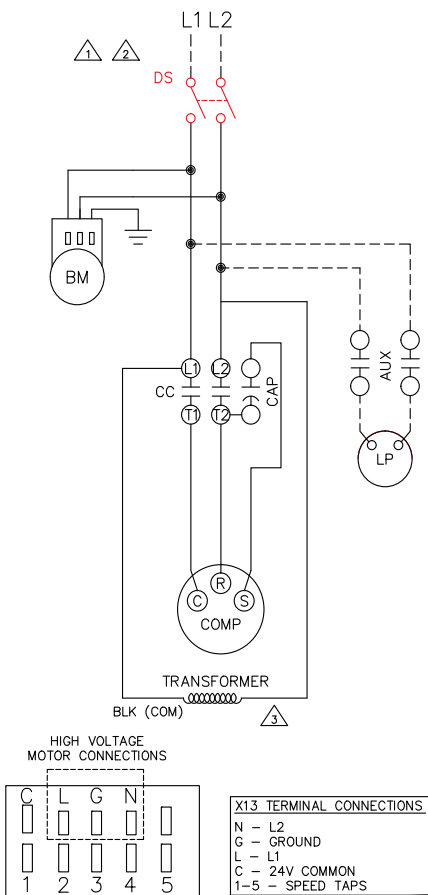 L1 L2
1 2
DS
BM
L1 L2
CC
CAP
AUX
T1 T2
LP
R
C S
COMP
TRANSFORMER
BLK (COM)
3
HIGH VOLTAGE
MOTOR CONNECTIONS
C L G N
1 2 3 4 5
X13 TERMINAL CONNECTIONS
N – L2
G – GROUND
L – L1
C – 24V COMMON
1–5 – SPEED TAPS